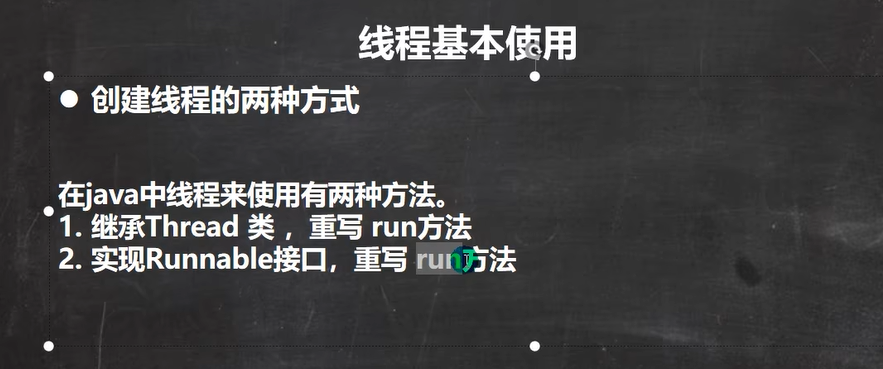 线程基本使用
● 创建线程的两种方式
在java中线程来使用有两种方法。
1. 继承Thread 类 ，重写 run方法
2. 实现Runnable接口，重写 run方法